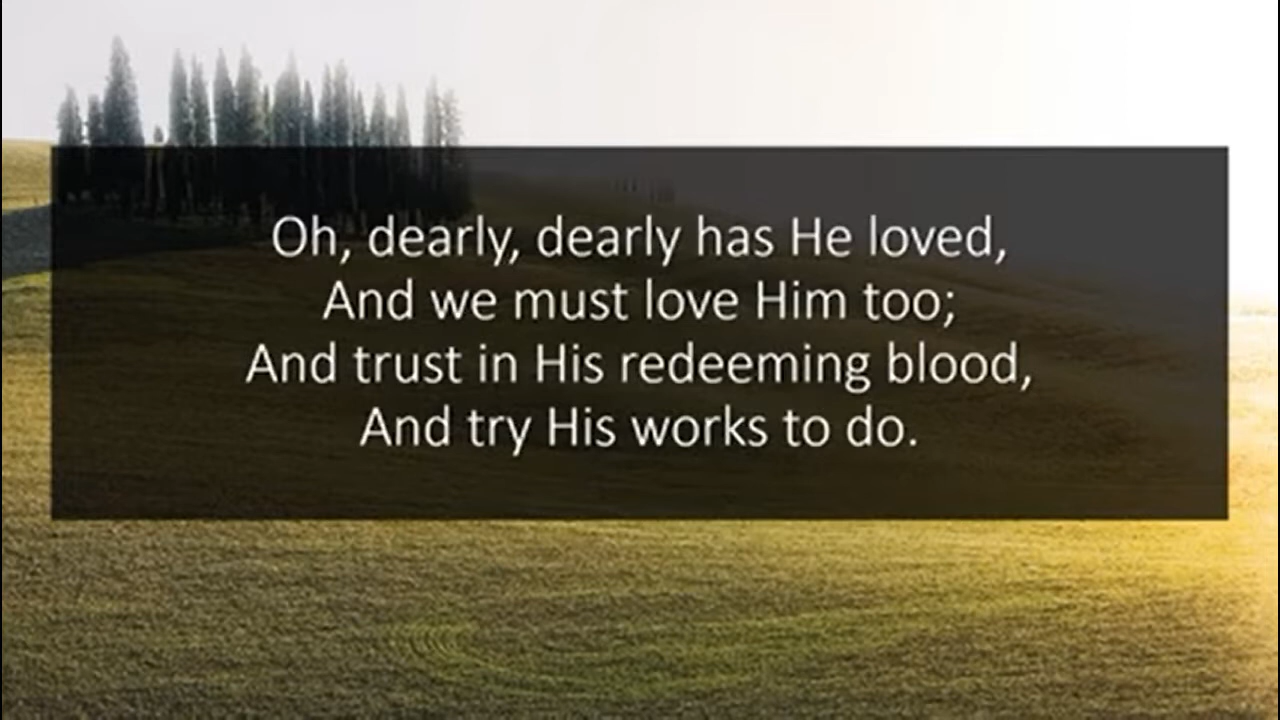 Oh, dearly, dearly has He loved,
And we must love Him too;
And trust in His redeeming blood,
And try His works to do.